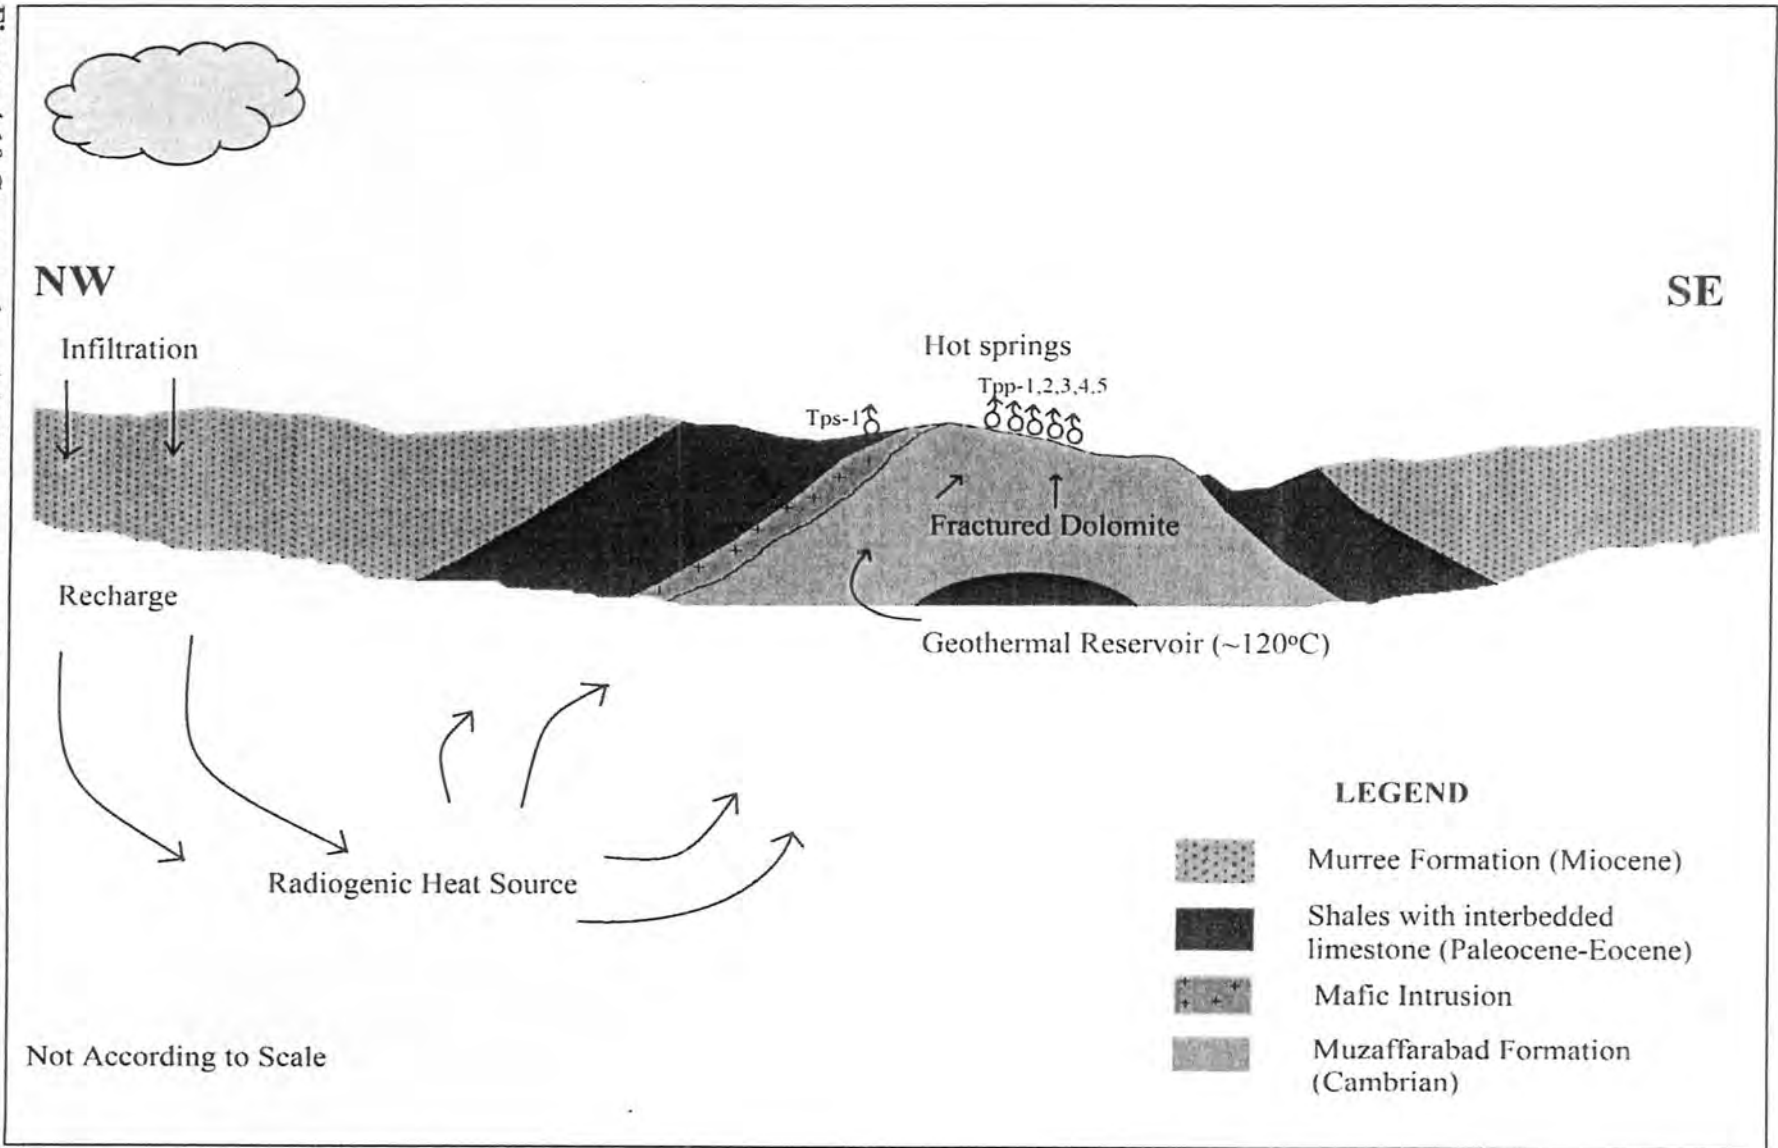 NW
SE
Infiltration
Hot springs
Tpp-1,2,3,4,5
Tps-1
Fractured Dolomite
Recharge
Geothermal Reservoir (~120°C)
Radiogenic Heat Source
LEGEND
Murree Formation (Miocene)
Shales with interbedded
limestone (Paleocene-Eocene)
Mafic Intrusion
Muzaffarabad Formation
(Cambrian)
Not According to Scale